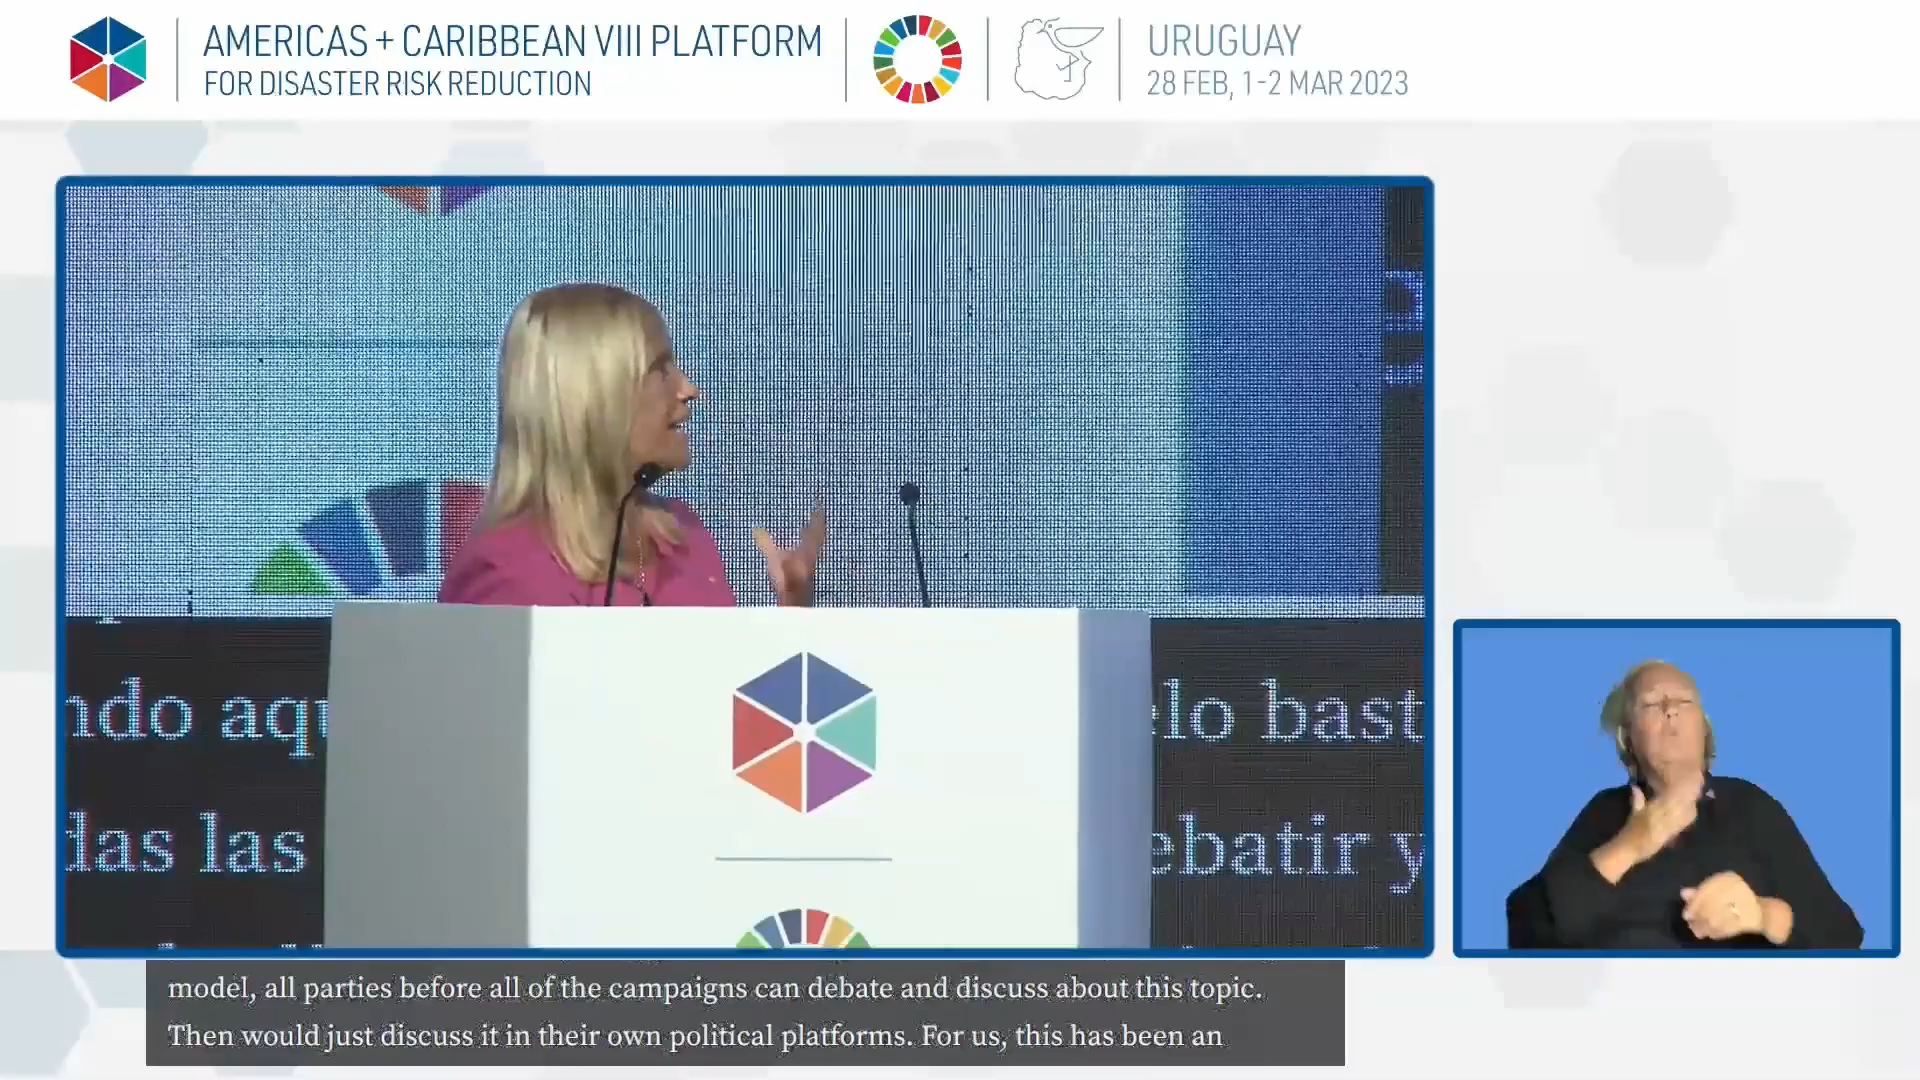 AMERICAS + CARIBBEAN VIII PLATFORM
FOR DISASTER RISK REDUCTION
URUGUAY
28 FEB, 1-2 MAR 2023
ndo aqu
elo bast
das las
ebatir y
model, all parties before all of the campaigns can debate and discuss about this topic.
Then would just discuss it in their own political platforms. For us, this has been an